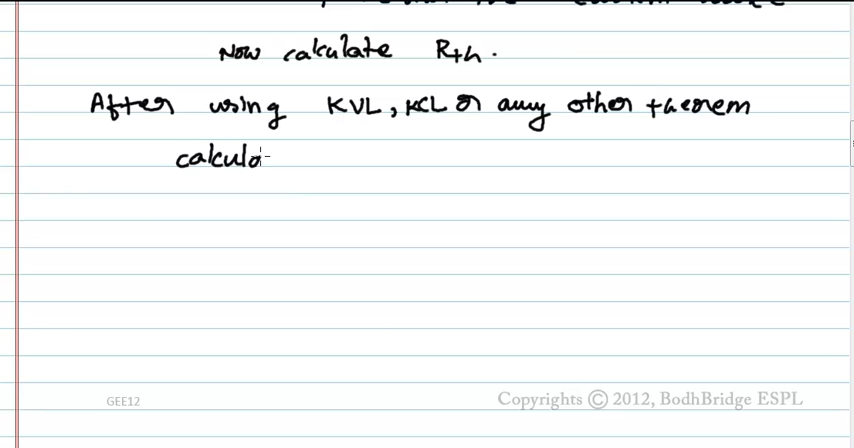 Now calculate Rth.
After using KVL, KCL or any other theorem
calcula
GEE12
Copyrights © 2012, BodhBridge ESPL